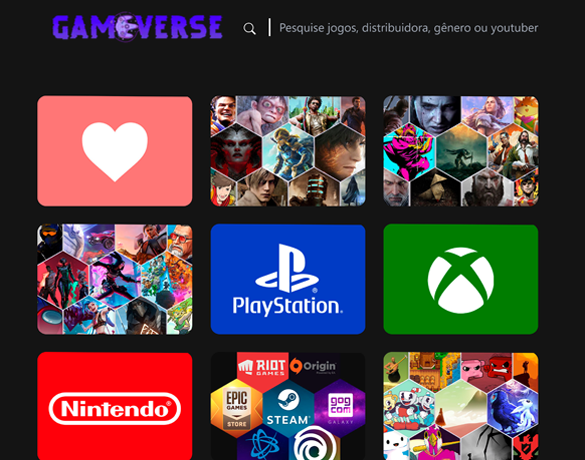 GAMEVERSE
Pesquise jogos, distribuidora, gênero ou youtuber
PlayStation®
Nintendo®
RIOT
GAMES
Origin
EPIC
GAMES
STORE
STEAM
gog
com
GALAXY